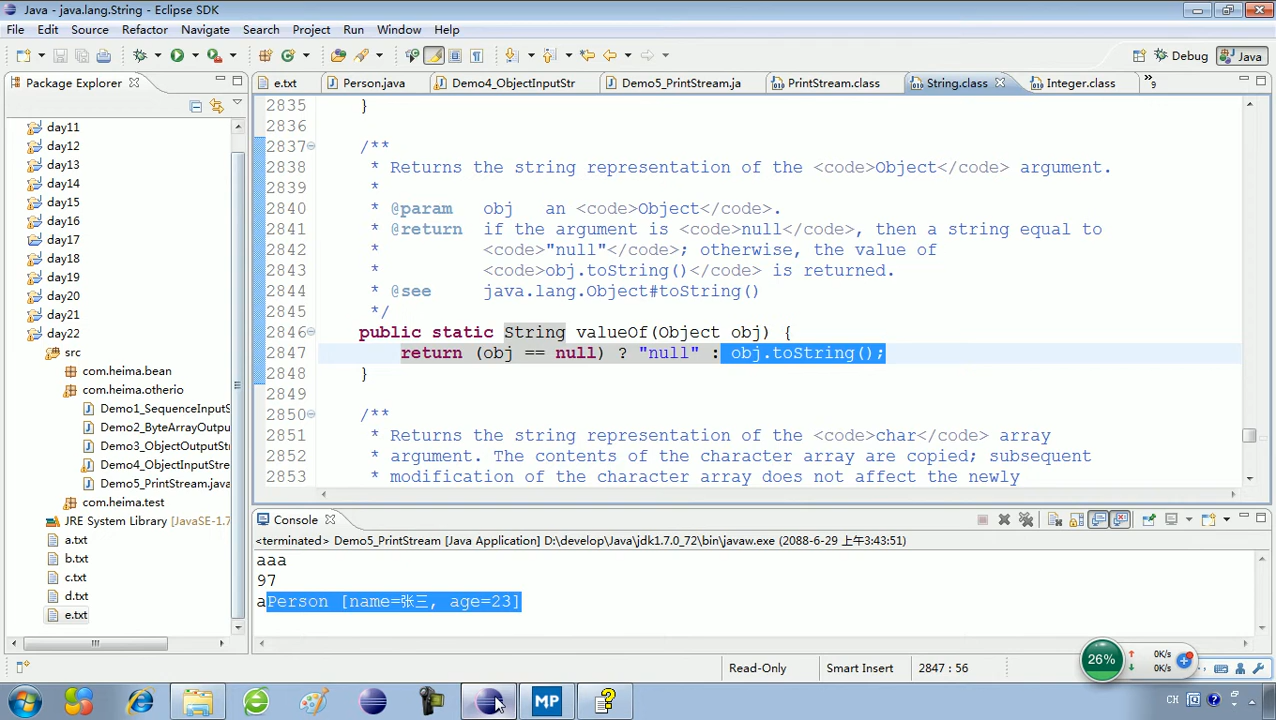 Java - java.lang.String - Eclipse SDK
File Edit Source Refactor Navigate Search Project Run Window Help
Debug Java
Package Explorer
e.txt Person.java Demo4_ObjectInputStr Demo5_PrintStream.ja PrintStream.class String.class Integer.class »9
day11
day12
day13
day14
day15
day16
day17
day18
day19
day20
day21
day22
src
com.heima.bean
com.heima.otherio
Demo1_SequenceInputS
Demo2_ByteArrayOutpu
Demo3_ObjectOutputStr
Demo4_ObjectInputStre
Demo5_PrintStream.java
com.heima.test
JRE System Library [JavaSE-1.7
a.txt
b.txt
c.txt
d.txt
e.txt
2835 }
2836
2837 /**
2838 * Returns the string representation of the <code>Object</code> argument.
2839 *
2840 * @param obj an <code>Object</code>.
2841 * @return if the argument is <code>null</code>, then a string equal to
2842 * <code>"null"</code>; otherwise, the value of
2843 * <code>obj.toString()</code> is returned.
2844 * @see java.lang.Object#toString()
2845 */
2846 public static String valueOf(Object obj) {
2847 return (obj == null) ? "null" : obj.toString();
2848 }
2849
2850 /**
2851 * Returns the string representation of the <code>char</code> array
2852 * argument. The contents of the character array are copied; subsequent
2853 * modification of the character array does not affect the newly
Console
<terminated> Demo5_PrintStream [Java Application] D:\develop\Java\jdk1.7.0_72\bin\javaw.exe (2088-6-29 上午3:43:51)
aaa
97
aPerson [name=张三, age=23]
Read-Only Smart Insert 2847 : 56
26% 0K/s
0K/s
MP CH